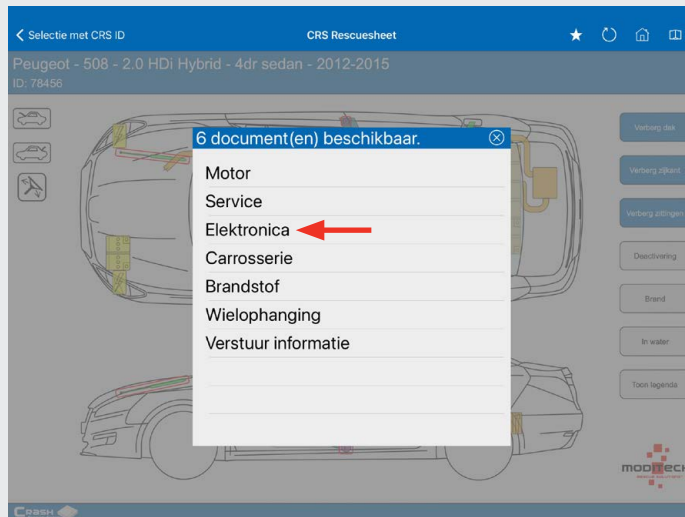 Selectie met CRS ID
CRS Rescuesheet
Peugeot - 508 - 2.0 HDi Hybrid - 4dr sedan - 2012-2015
ID: 78456
6 document(en) beschikbaar.
Motor
Service
Elektronica
Carrosserie
Brandstof
Wielophanging
Verstuur informatie
Verberg dak
Verberg zijkant
Verberg zittingen
Deactivering
Brand
In water
Toon legenda
MODITECH
CRASH